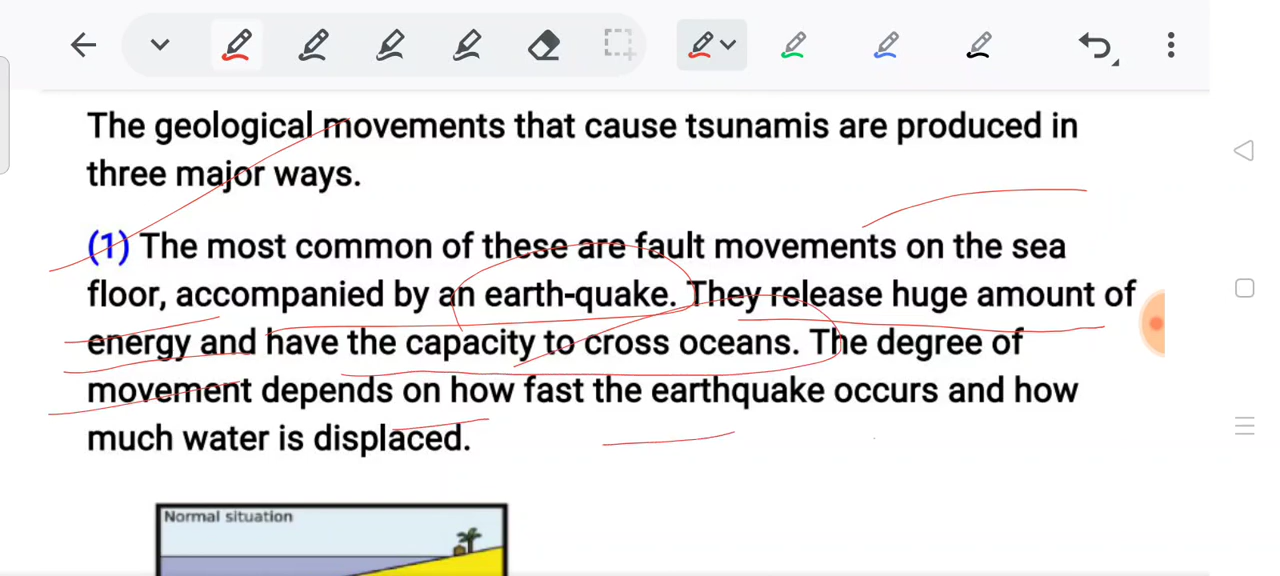 The geological movements that cause tsunamis are produced in
three major ways.
(1) The most common of these are fault movements on the sea
floor, accompanied by an earth-quake. They release huge amount of
energy and have the capacity to cross oceans. The degree of
movement depends on how fast the earthquake occurs and how
much water is displaced.
Normal situation